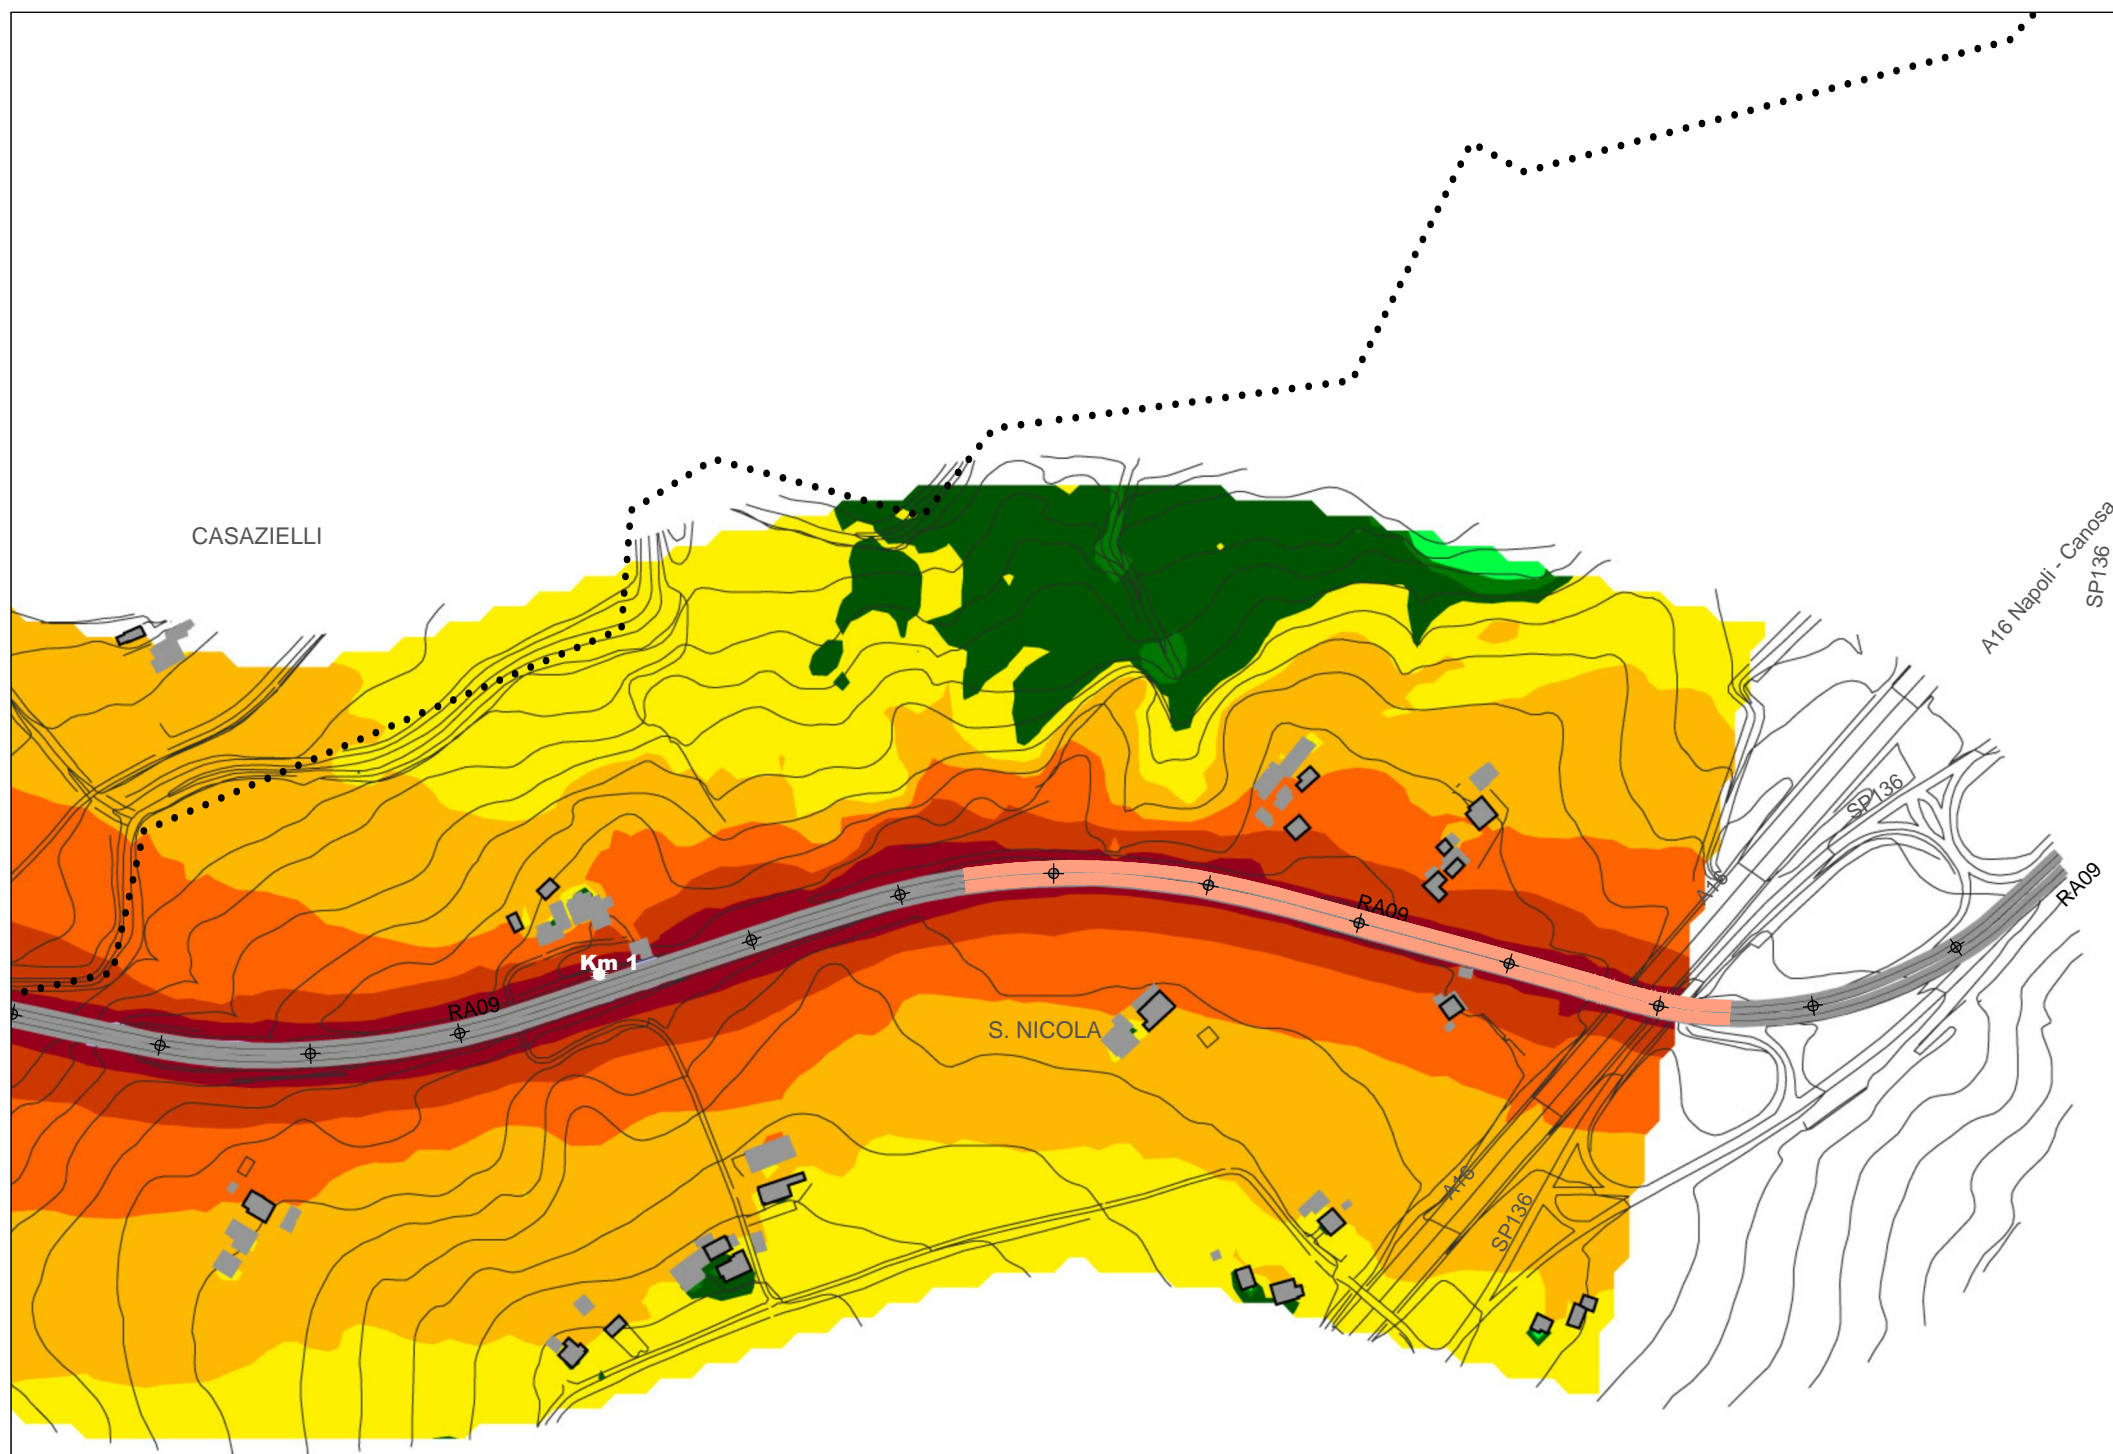 CASAZIELLI
A16 Napoli - Canosa
SP136
SP136
A16
RA09
RA09
Km 1
RA09
S. NICOLA
A16
SP136